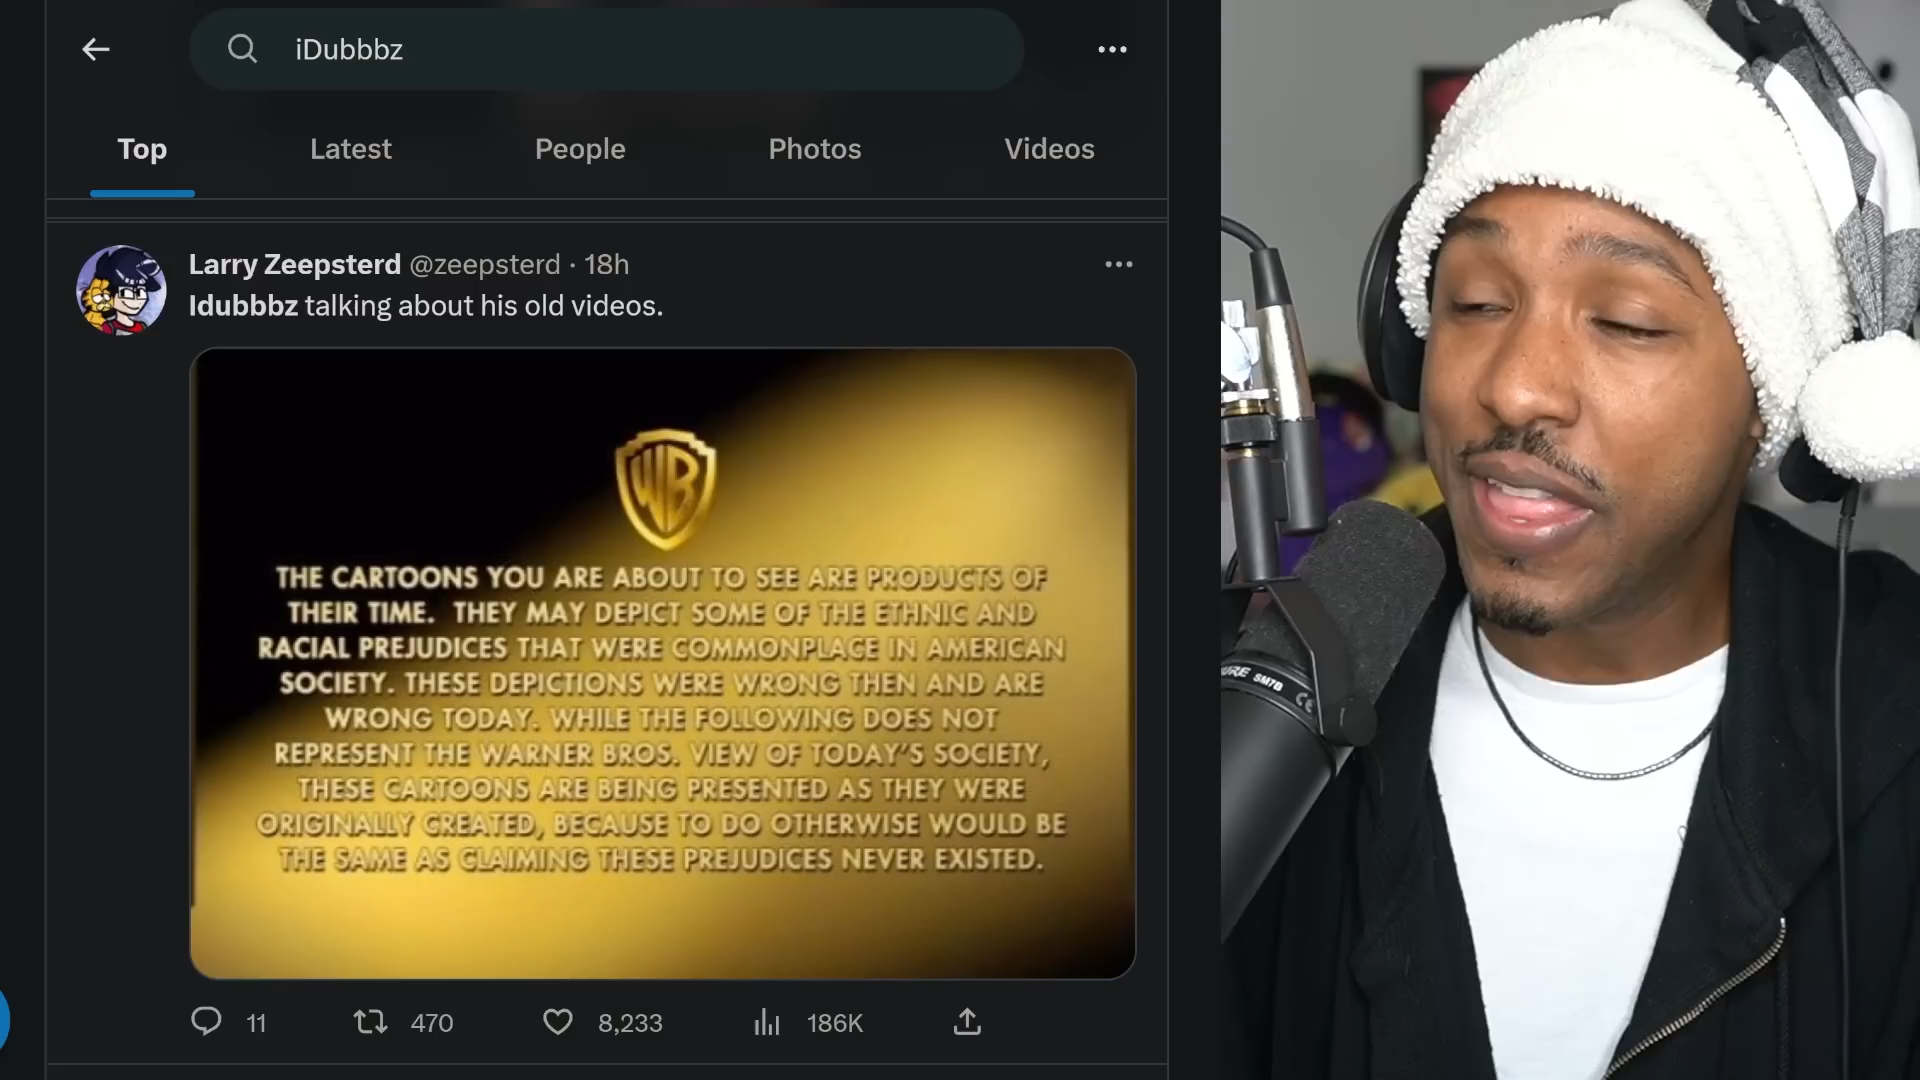 iDubbbz
Top
Latest
People
Photos
Videos
Larry Zeepsterd @zeepsterd · 18h
Idubbbz talking about his old videos.
WB
THE CARTOONS YOU ARE ABOUT TO SEE ARE PRODUCTS OF
THEIR TIME. THEY MAY DEPICT SOME OF THE ETHNIC AND
RACIAL PREJUDICES THAT WERE COMMONPLACE IN AMERICAN
SOCIETY. THESE DEPICTIONS WERE WRONG THEN AND ARE
WRONG TODAY. WHILE THE FOLLOWING DOES NOT
REPRESENT THE WARNER BROS. VIEW OF TODAY'S SOCIETY,
THESE CARTOONS ARE BEING PRESENTED AS THEY WERE
ORIGINALLY CREATED, BECAUSE TO DO OTHERWISE WOULD BE
THE SAME AS CLAIMING THESE PREJUDICES NEVER EXISTED.
11
470
8,233
186K
SM7B